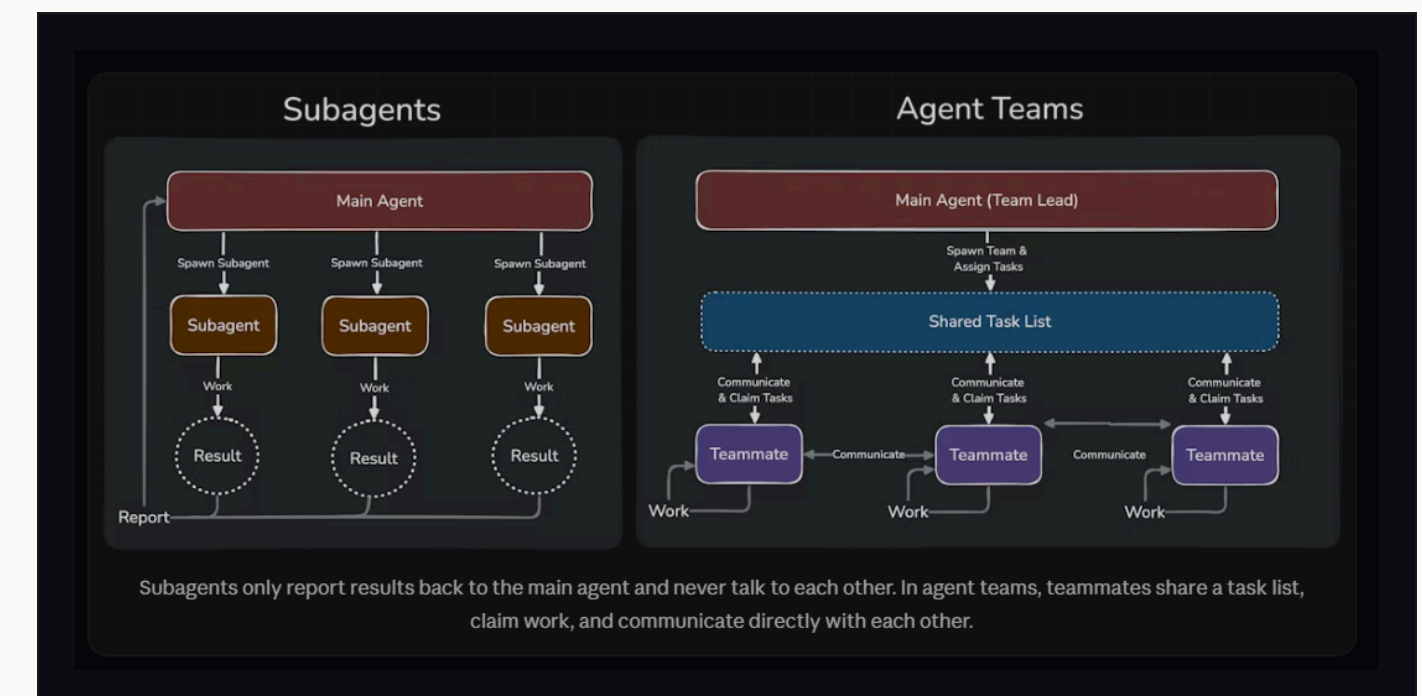 Subagents
Main Agent
Spawn Subagent
Spawn Subagent
Spawn Subagent
Subagent
Subagent
Subagent
Work
Work
Work
Result
Result
Result
Report
Agent Teams
Main Agent (Team Lead)
Spawn Team &
Assign Tasks
Shared Task List
Communicate
& Claim Tasks
Communicate
& Claim Tasks
Communicate
& Claim Tasks
Teammate
Communicate
Teammate
Communicate
Teammate
Work
Work
Work
Subagents only report results back to the main agent and never talk to each other. In agent teams, teammates share a task list,
claim work, and communicate directly with each other.